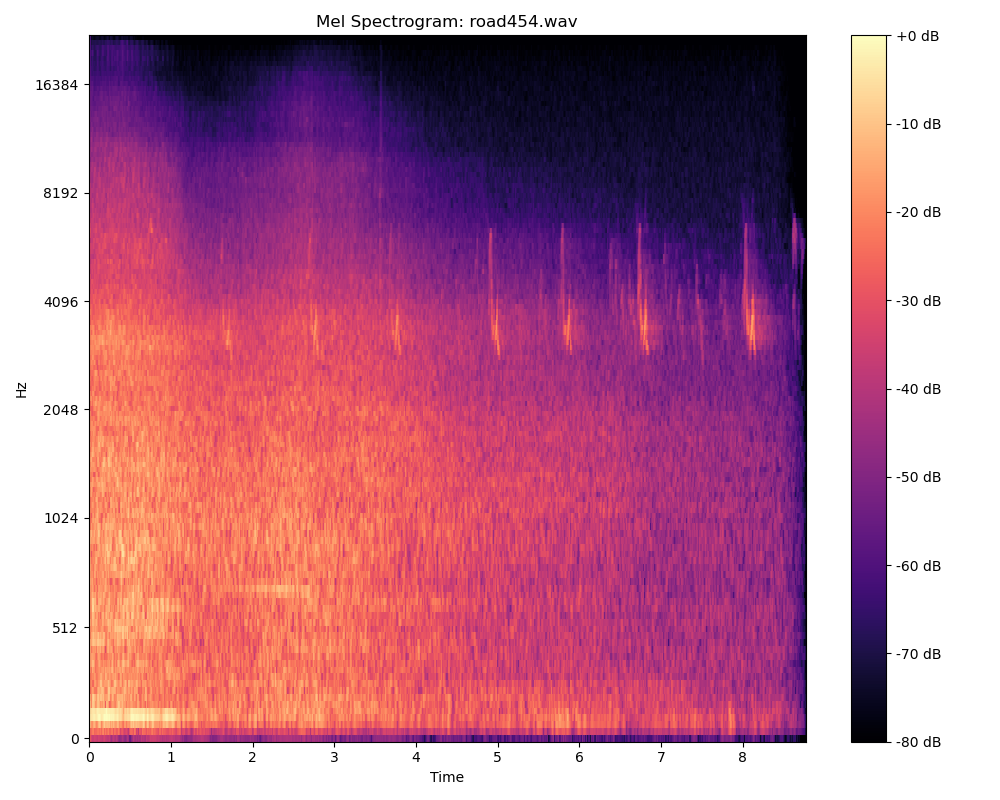 Mel Spectrogram: road454.wav
Hz
16384
8192
4096
2048
1024
512
0
0 1 2 3 4 5 6 7 8
Time
+0 dB
-10 dB
-20 dB
-30 dB
-40 dB
-50 dB
-60 dB
-70 dB
-80 dB